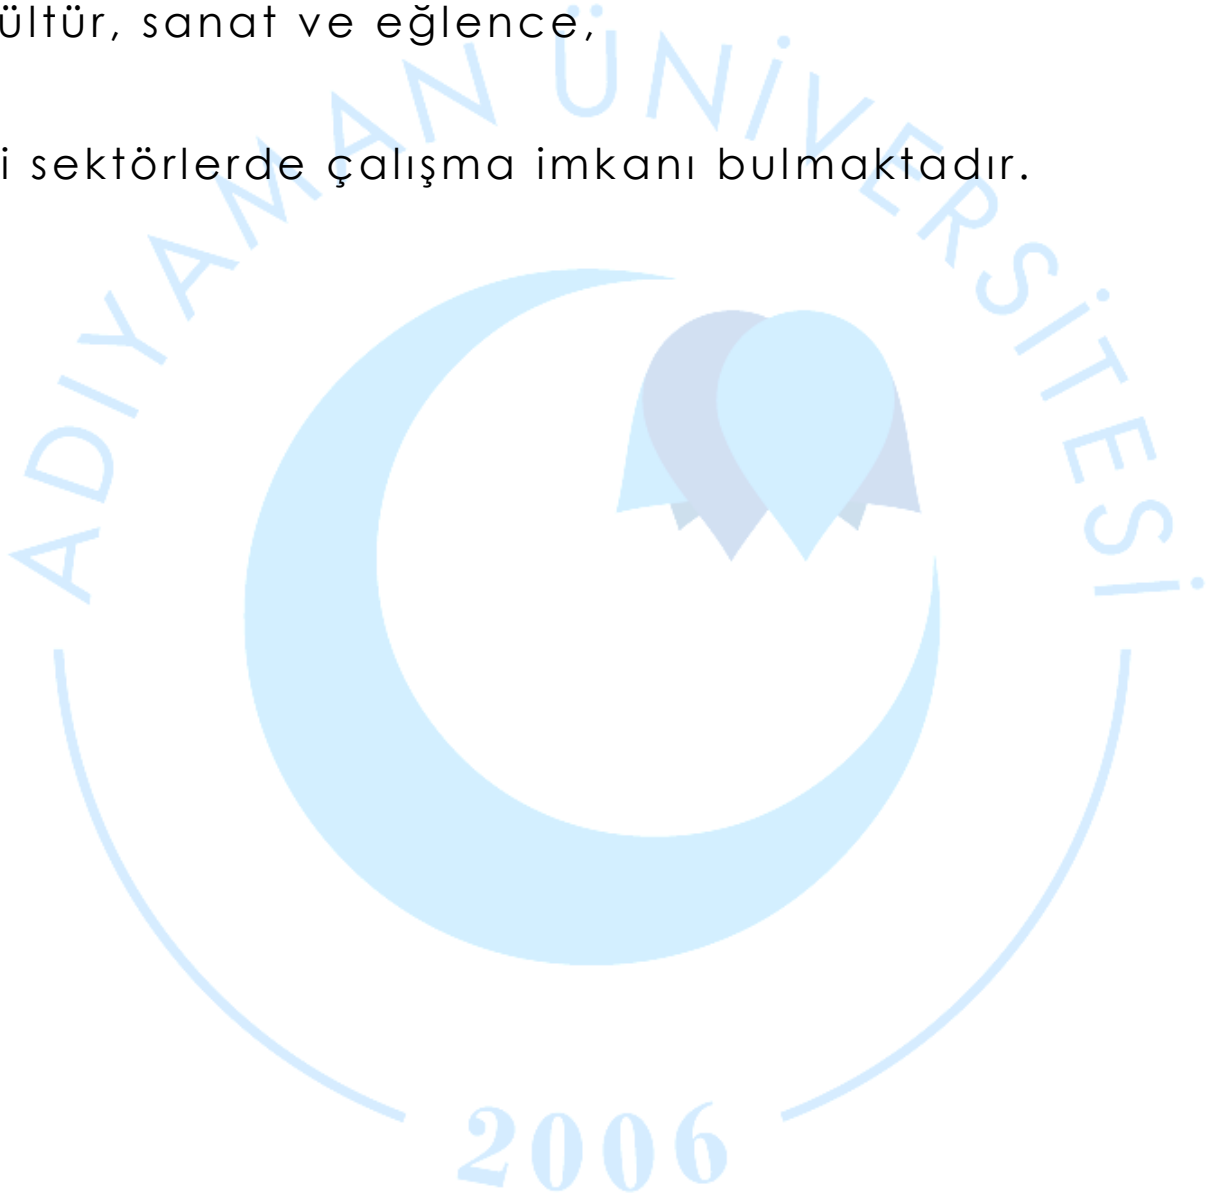 ültür, sanat ve eğlence,
i sektörlerde çalışma imkanı bulmaktadır.
ADIYAMAN ÜNİVERSİTESİ
2006